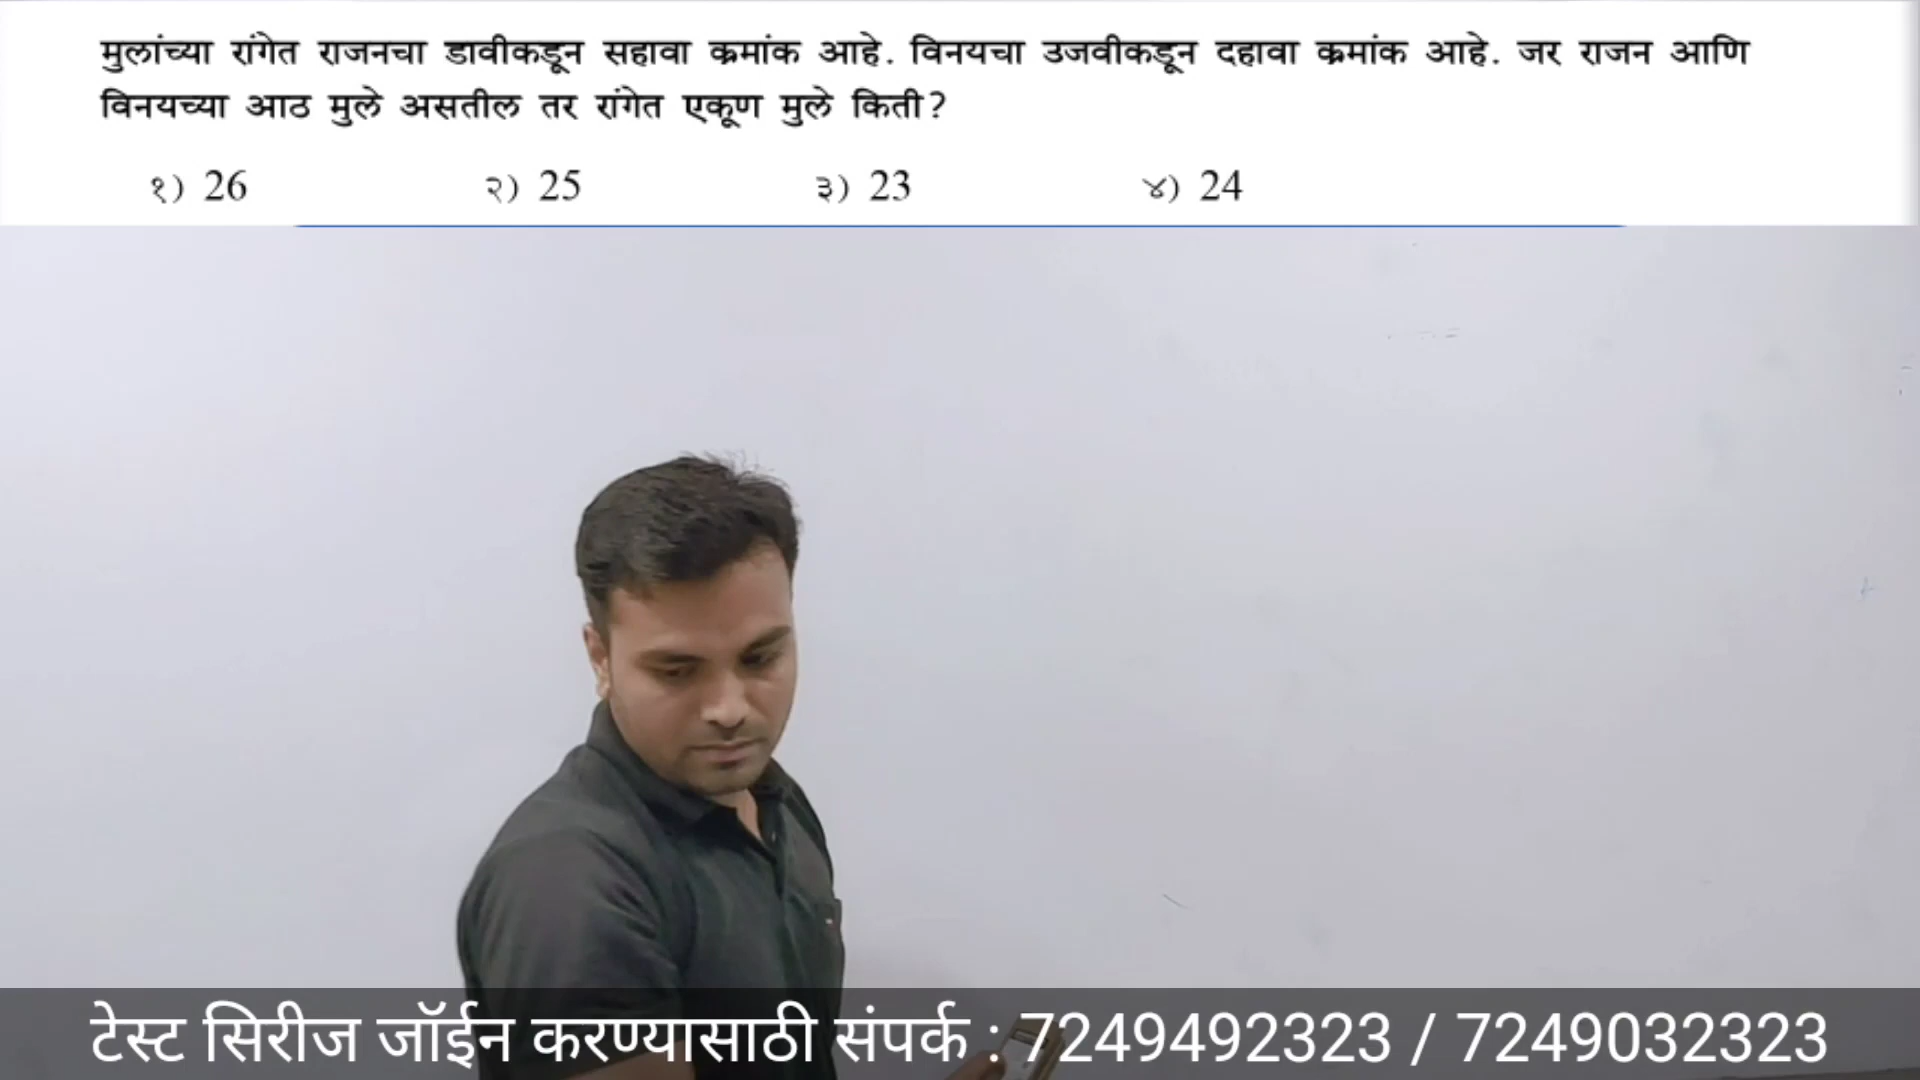 मुलांच्या रांगेत राजनचा डावीकडून सहावा क्रमांक आहे. विनयचा उजवीकडून दहावा क्रमांक आहे. जर राजन आणि
विनयच्या आठ मुले असतील तर रांगेत एकूण मुले किती?
१) 26 २) 25 ३) 23 ४) 24
टेस्ट सिरीज जॉईन करण्यासाठी संपर्क : 7249492323 / 7249032323